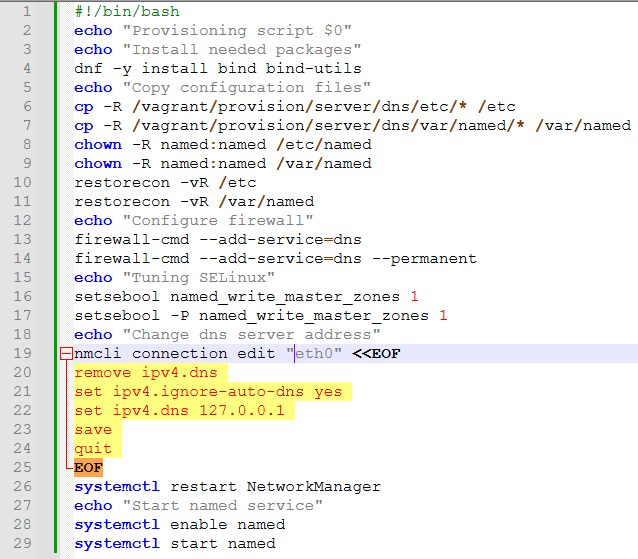 1 #!/bin/bash
2 echo "Provisioning script $0"
3 echo "Install needed packages"
4 dnf -y install bind bind-utils
5 echo "Copy configuration files"
6 cp -R /vagrant/provision/server/dns/etc/* /etc
7 cp -R /vagrant/provision/server/dns/var/named/* /var/named
8 chown -R named:named /etc/named
9 chown -R named:named /var/named
10 restorecon -vR /etc
11 restorecon -vR /var/named
12 echo "Configure firewall"
13 firewall-cmd --add-service=dns
14 firewall-cmd --add-service=dns --permanent
15 echo "Tuning SELinux"
16 setsebool named_write_master_zones 1
17 setsebool -P named_write_master_zones 1
18 echo "Change dns server address"
19 nmcli connection edit "eth0" <<EOF
20 remove ipv4.dns
21 set ipv4.ignore-auto-dns yes
22 set ipv4.dns 127.0.0.1
23 save
24 quit
25 EOF
26 systemctl restart NetworkManager
27 echo "Start named service"
28 systemctl enable named
29 systemctl start named